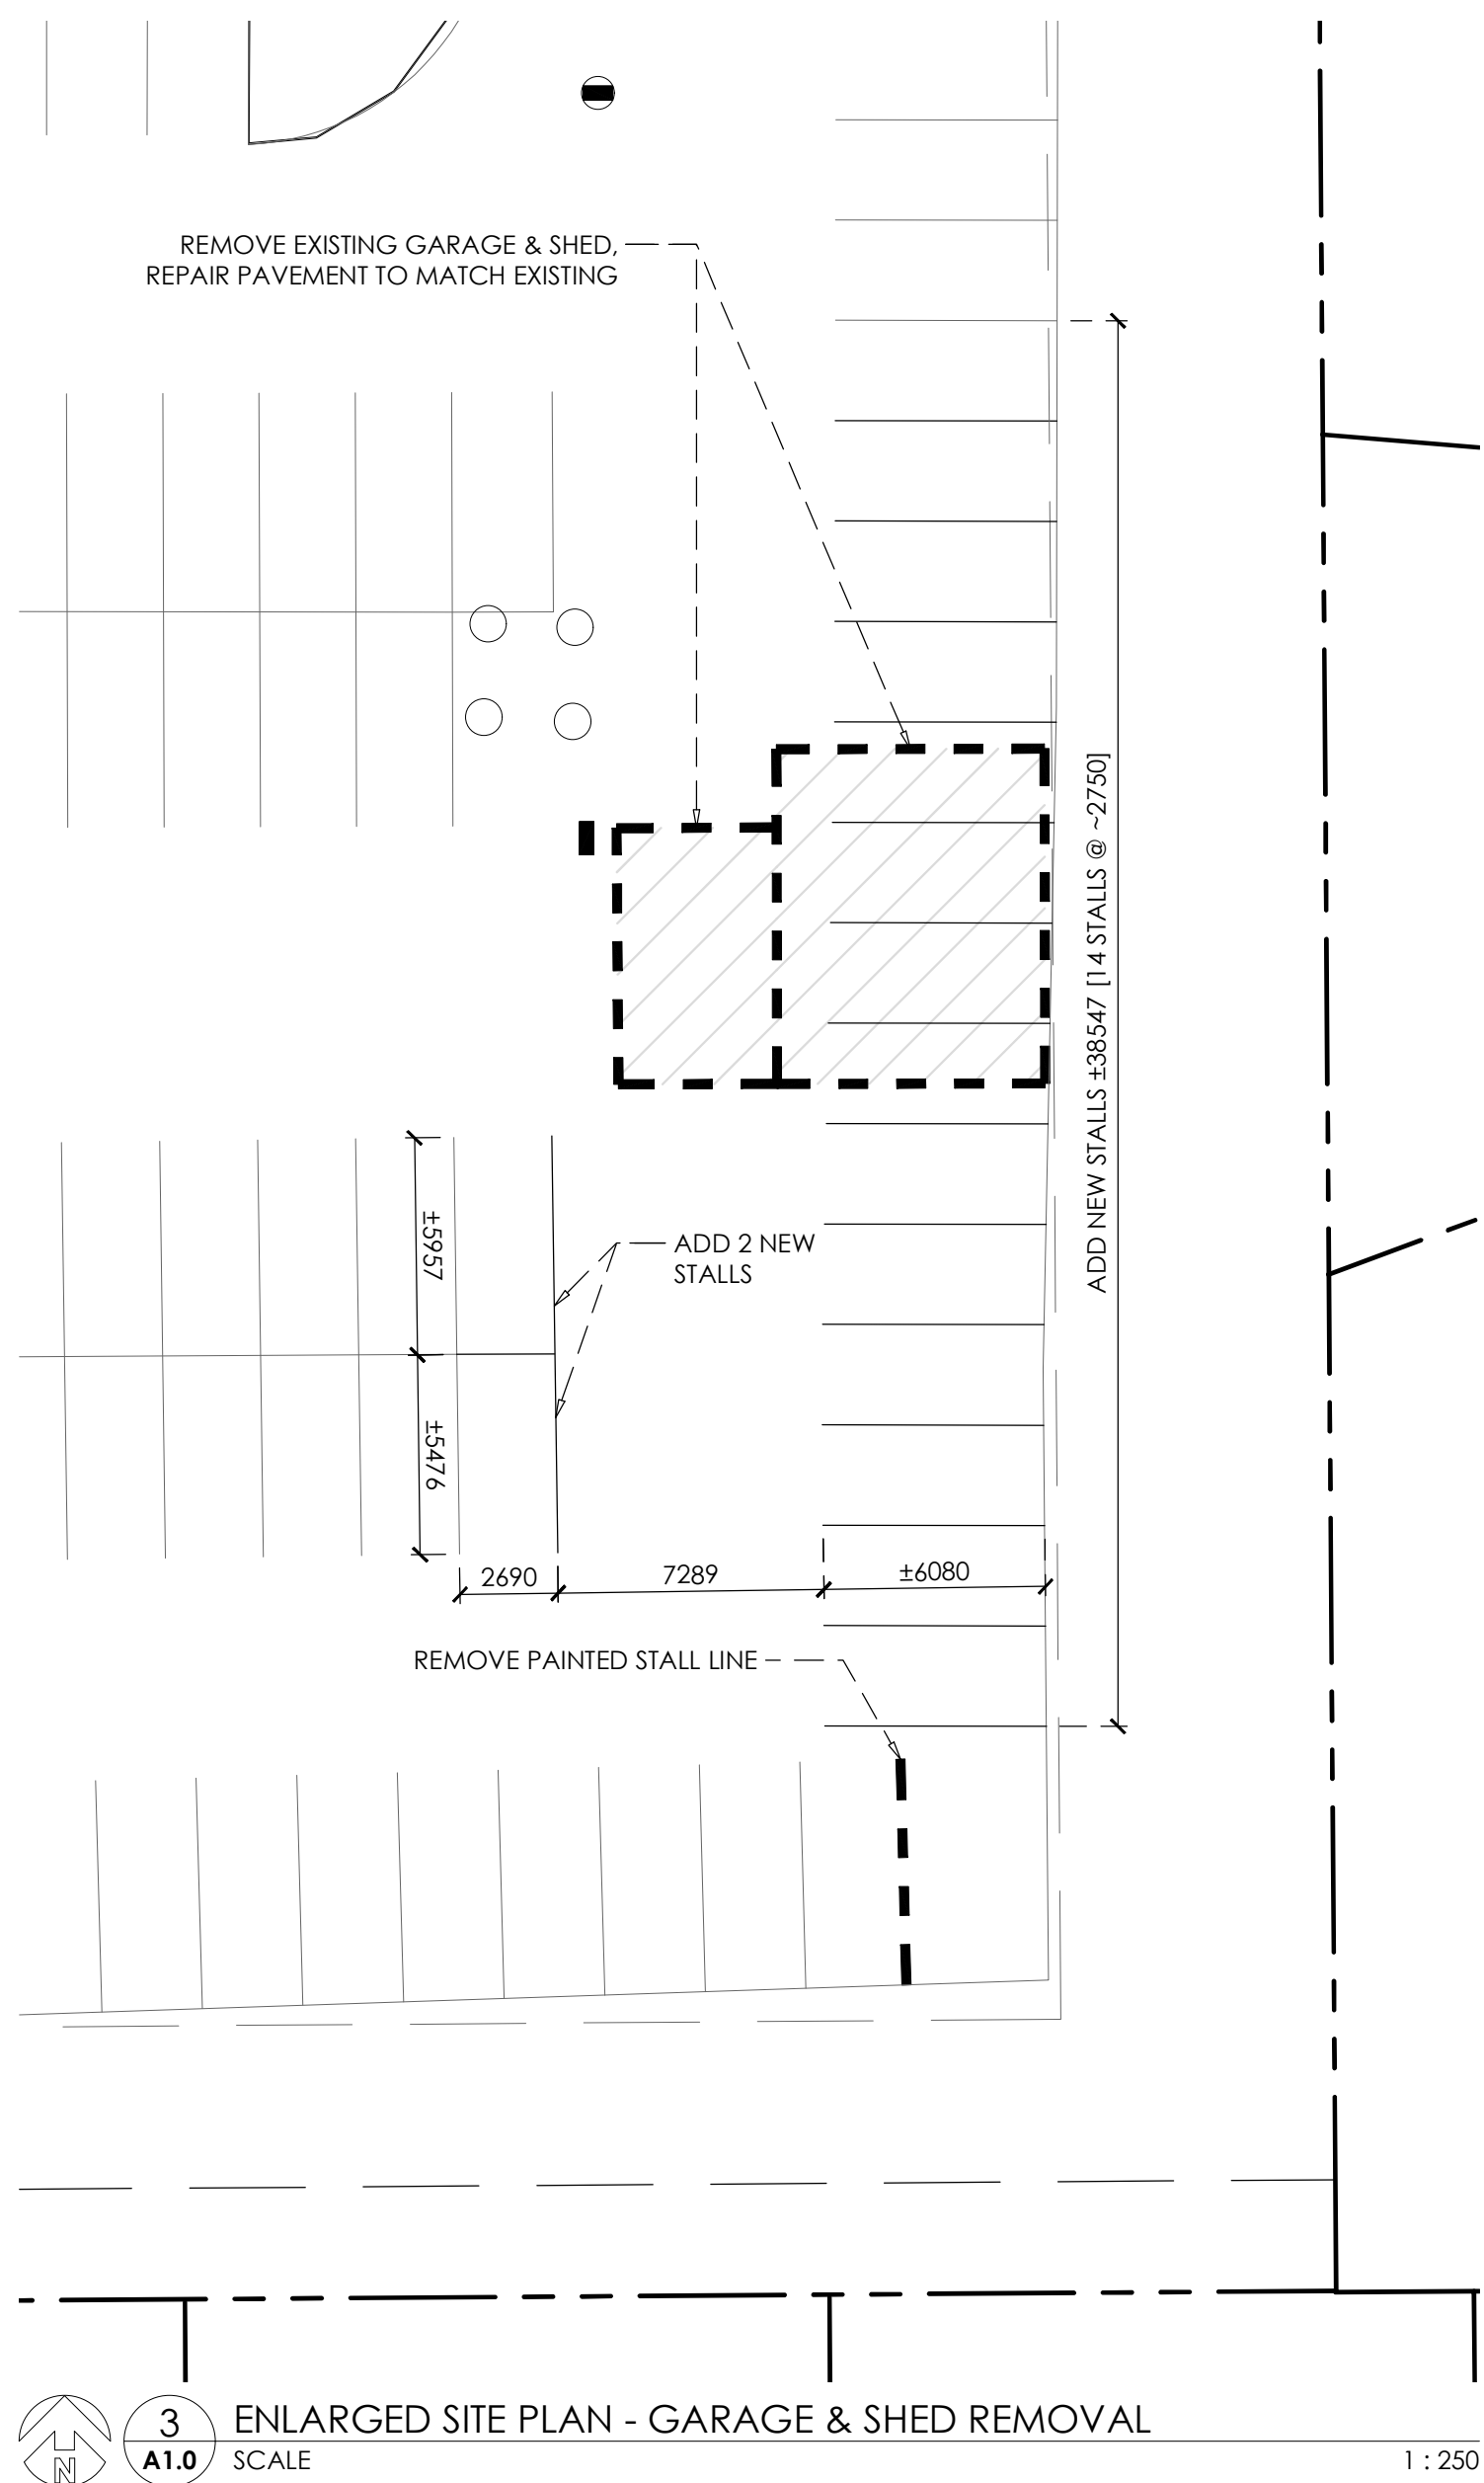 REMOVE EXISTING GARAGE & SHED,
REPAIR PAVEMENT TO MATCH EXISTING
ADD NEW STALLS ±38547 [14 STALLS @ ~2750]
±5957
ADD 2 NEW
STALLS
±5476
2690
7289
±6080
REMOVE PAINTED STALL LINE
N
3
A1.0
ENLARGED SITE PLAN - GARAGE & SHED REMOVAL
SCALE
1 : 250